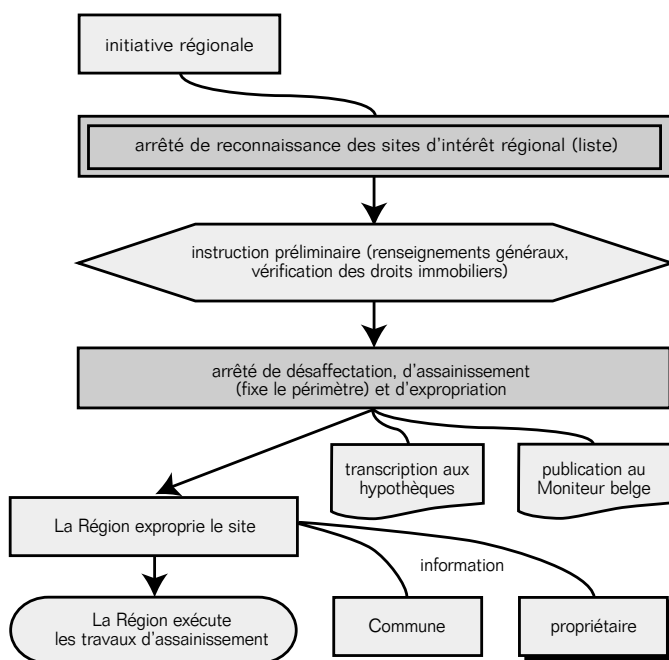 initiative régionale
arrêté de reconnaissance des sites d'intérêt régional (liste)
instruction préliminaire (renseignements généraux,
vérification des droits immobiliers)
arrêté de désaffectation, d'assainissement
(fixe le périmètre) et d'expropriation
transcription aux
hypothèques
publication au
Moniteur belge
La Région exproprie le site
information
La Région exécute
les travaux d'assainissement
Commune
propriétaire